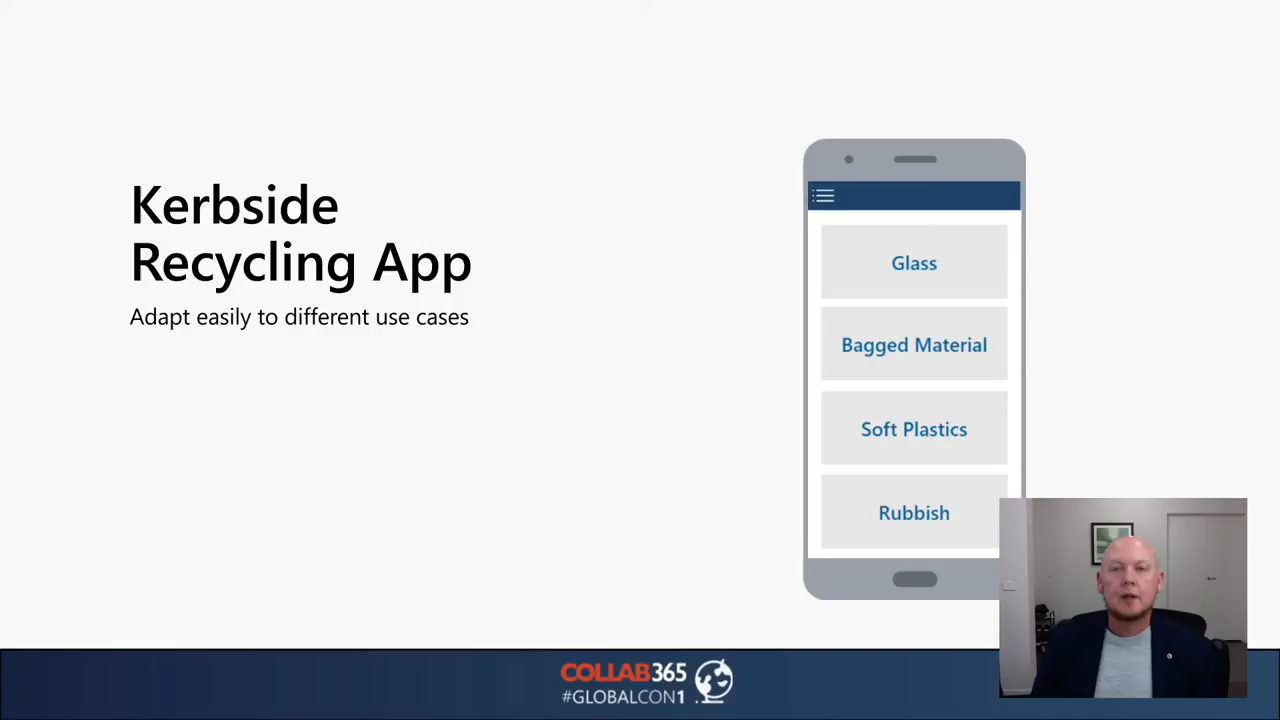 Kerbside
Recycling App
Adapt easily to different use cases
Glass
Bagged Material
Soft Plastics
Rubbish
COLLAB365
#GLOBALCON1